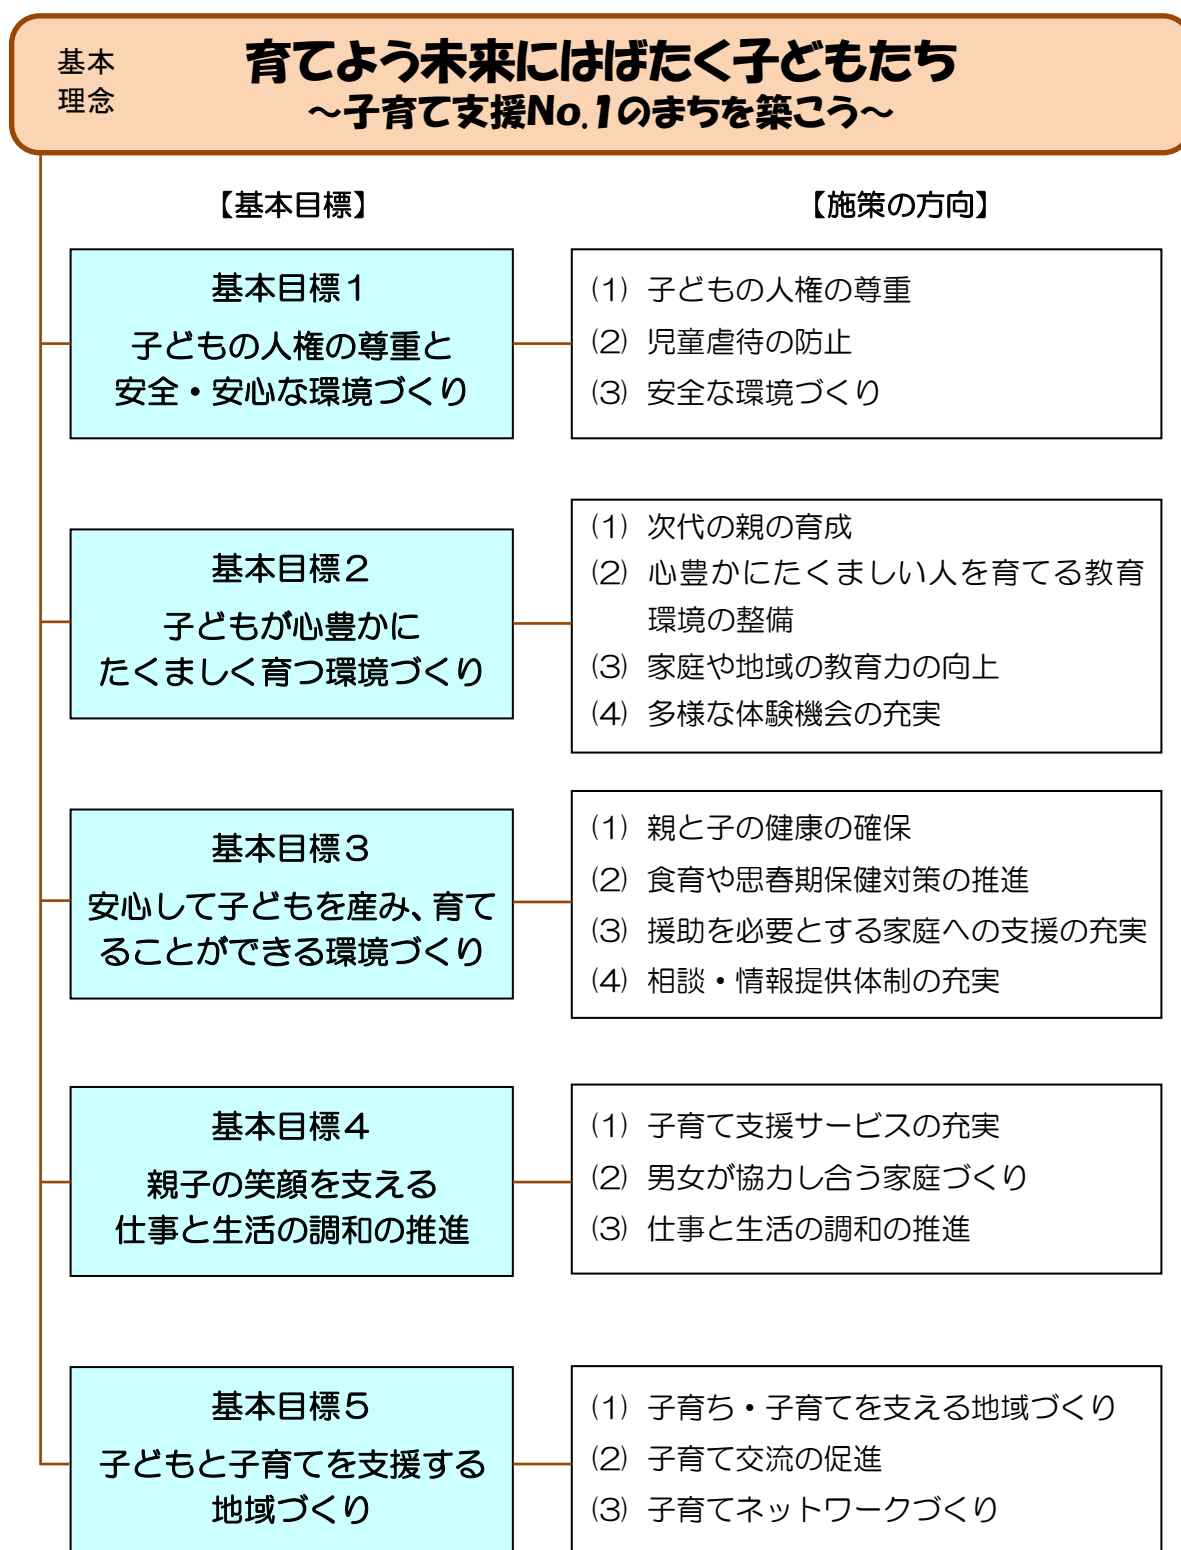 基本
理念
育てよう未来にはばたく子どもたち
～子育て支援No.1のまちを築こう～
【基本目標】
【施策の方向】
基本目標１
子どもの人権の尊重と
安全・安心な環境づくり
(1) 子どもの人権の尊重
(2) 児童虐待の防止
(3) 安全な環境づくり
基本目標２
子どもが心豊かに
たくましく育つ環境づくり
(1) 次代の親の育成
(2) 心豊かにたくましい人を育てる教育
環境の整備
(3) 家庭や地域の教育力の向上
(4) 多様な体験機会の充実
基本目標３
安心して子どもを産み、育て
ることができる環境づくり
(1) 親と子の健康の確保
(2) 食育や思春期保健対策の推進
(3) 援助を必要とする家庭への支援の充実
(4) 相談・情報提供体制の充実
基本目標４
親子の笑顔を支える
仕事と生活の調和の推進
(1) 子育て支援サービスの充実
(2) 男女が協力し合う家庭づくり
(3) 仕事と生活の調和の推進
基本目標５
子どもと子育てを支援する
地域づくり
(1) 子育ち・子育てを支える地域づくり
(2) 子育て交流の促進
(3) 子育てネットワークづくり